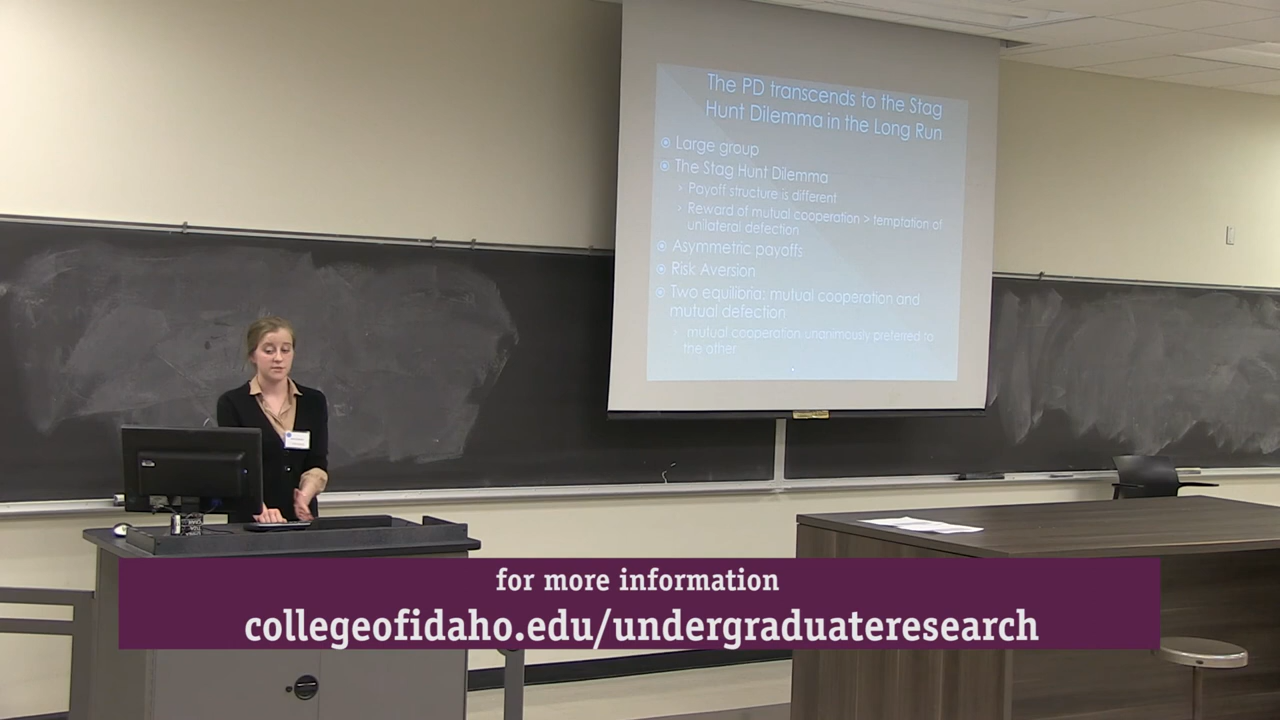 The PD transcends to the Stag
Hunt Dilemma in the Long Run
Large group
The Stag Hunt Dilemma
Payoff structure is different
Reward of mutual cooperation > temptation of
unilateral defection
Asymmetric payoffs
Risk Aversion
Two equilibria: mutual cooperation and
mutual defection
mutual cooperation unanimously preferred to
the other
for more information
collegeofidaho.edu/undergraduateresearch